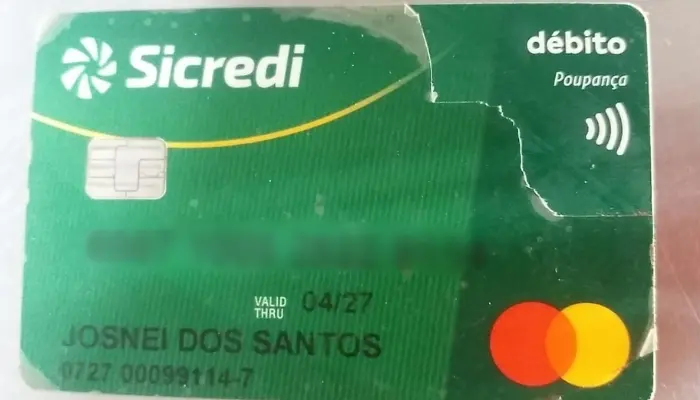 Sicredi
débito
Poupança
VALID THRU 04/27
JOSNEI DOS SANTOS
0727 00099114-7